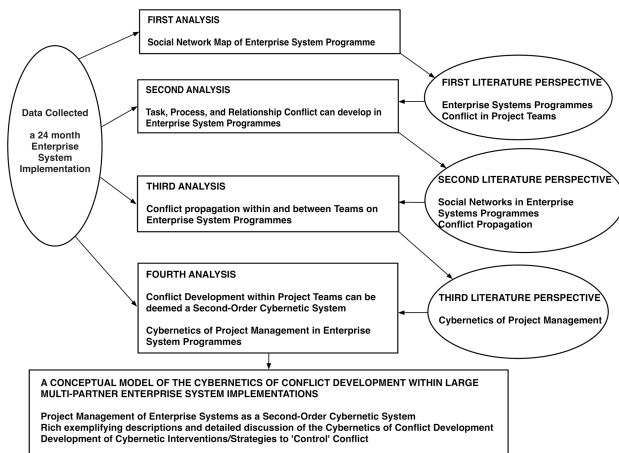 Data Collected
a 24 month
Enterprise
System
Implementation
FIRST ANALYSIS
Social Network Map of Enterprise System Programme
FIRST LITERATURE PERSPECTIVE
Enterprise Systems Programmes
Conflict in Project Teams
SECOND ANALYSIS
Task, Process, and Relationship Conflict can develop in
Enterprise System Programmes
SECOND LITERATURE PERSPECTIVE
Social Networks in Enterprise
Systems Programmes
Conflict Propagation
THIRD ANALYSIS
Conflict propagation within and between Teams on
Enterprise System Programmes
THIRD LITERATURE PERSPECTIVE
Cybernetics of Project Management
FOURTH ANALYSIS
Conflict Development within Project Teams can be
deemed a Second-Order Cybernetic System
Cybernetics of Project Management in Enterprise
System Programmes
A CONCEPTUAL MODEL OF THE CYBERNETICS OF CONFLICT DEVELOPMENT WITHIN LARGE
MULTI-PARTNER ENTERPRISE SYSTEM IMPLEMENTATIONS
Project Management of Enterprise Systems as a Second-Order Cybernetic System
Rich exemplifying descriptions and detailed discussion of the Cybernetics of Conflict Development
Development of Cybernetic Interventions/Strategies to 'Control' Conflict